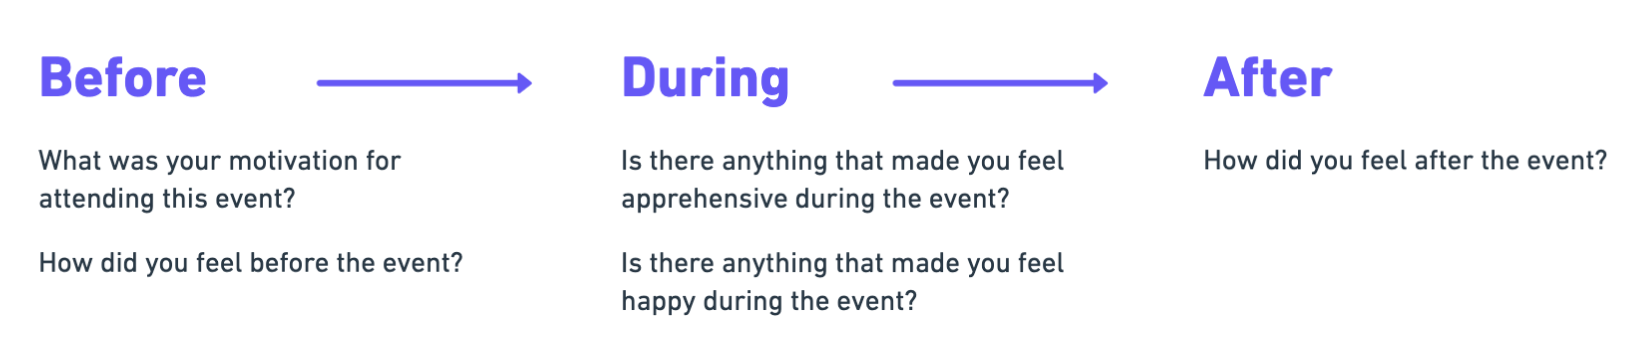 Before
What was your motivation for
attending this event?
How did you feel before the event?
During
Is there anything that made you feel
apprehensive during the event?
Is there anything that made you feel
happy during the event?
After
How did you feel after the event?